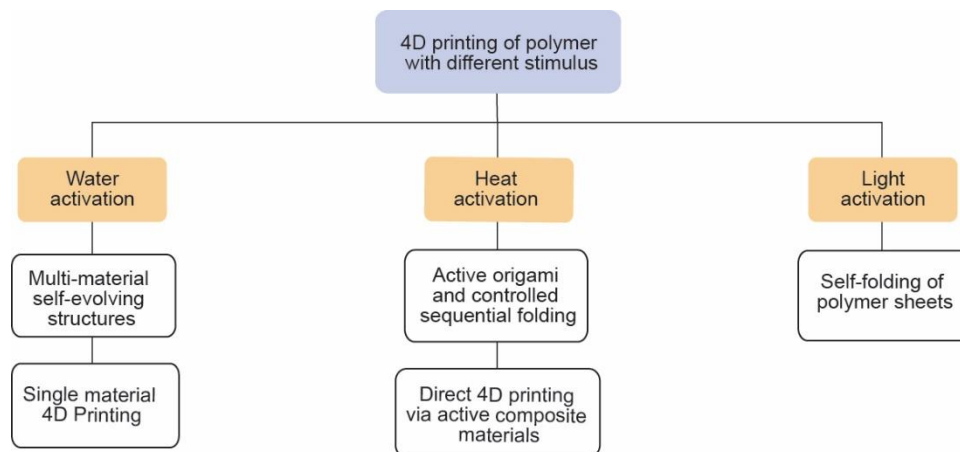 4D printing of polymer
with different stimulus
Water
activation
Heat
activation
Light
activation
Multi-material
self-evolving
structures
Active origami
and controlled
sequential folding
Self-folding of
polymer sheets
Single material
4D Printing
Direct 4D printing
via active composite
materials